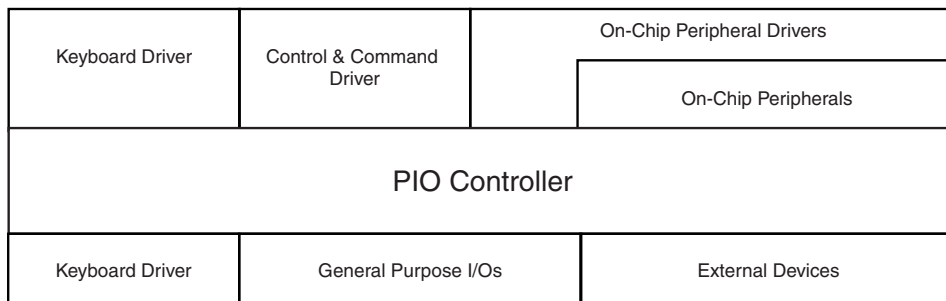 Keyboard Driver
Control & Command
Driver
On-Chip Peripheral Drivers
On-Chip Peripherals
PIO Controller
Keyboard Driver
General Purpose I/Os
External Devices